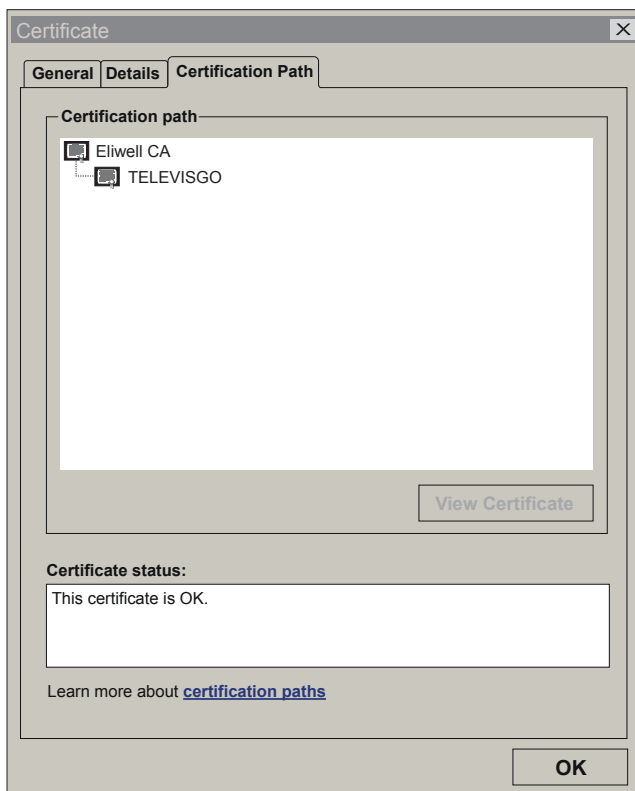 Certificate
General Details Certification Path
Certification path
Eliwell CA
TELEVISGO
View Certificate
Certificate status:
This certificate is OK.
Learn more about certification paths
OK